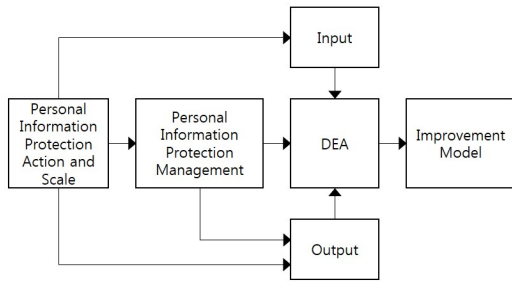 Input
Personal
Information
Protection
Action and
Scale
Personal
Information
Protection
Management
DEA
Improvement
Model
Output